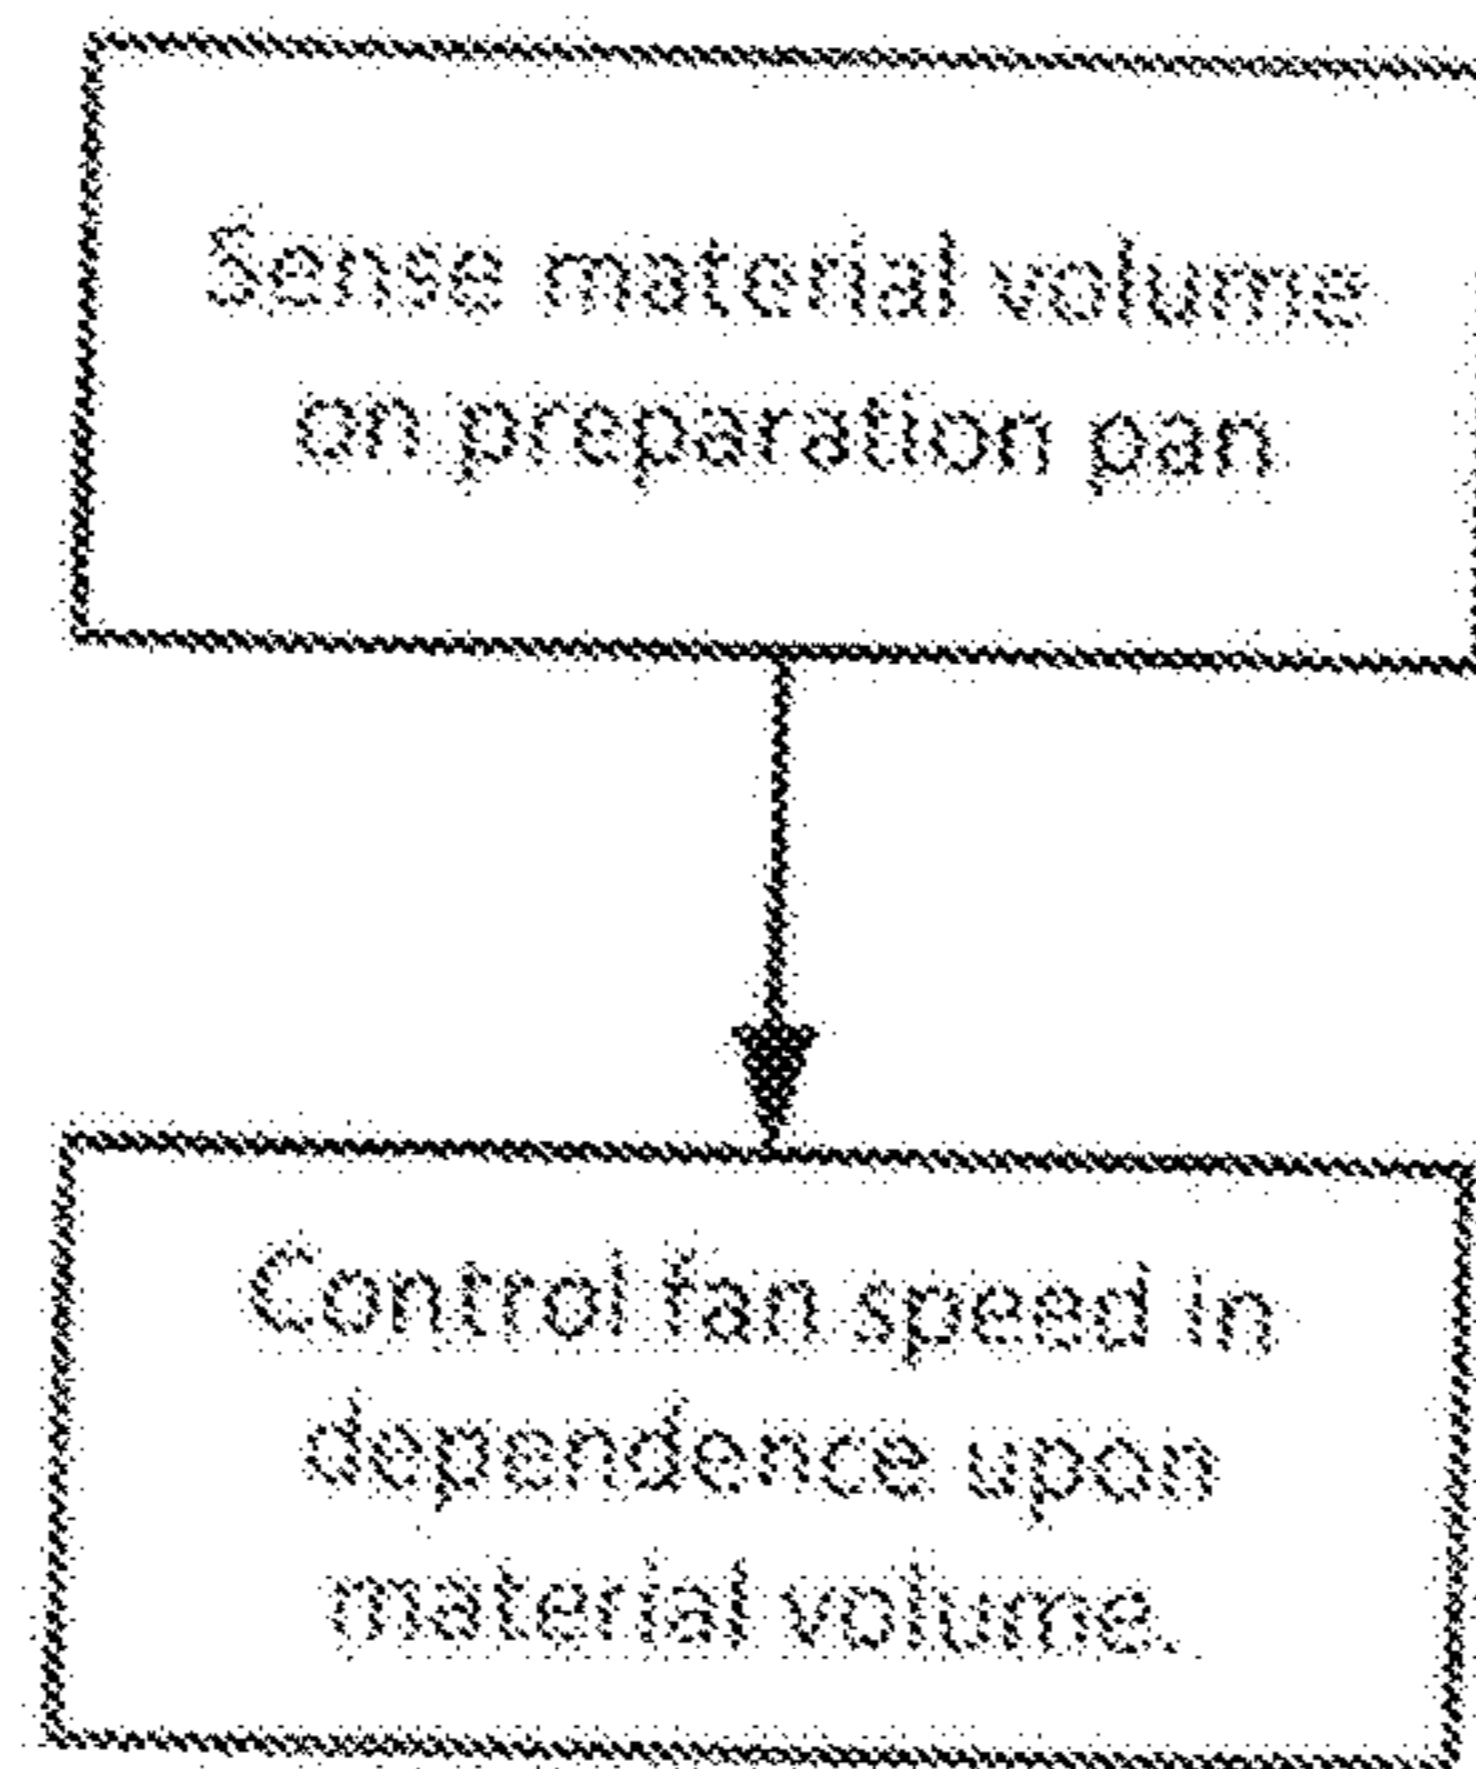 Sense material volume
on preparation pan
Control fan speed in
dependence upon
material volume.